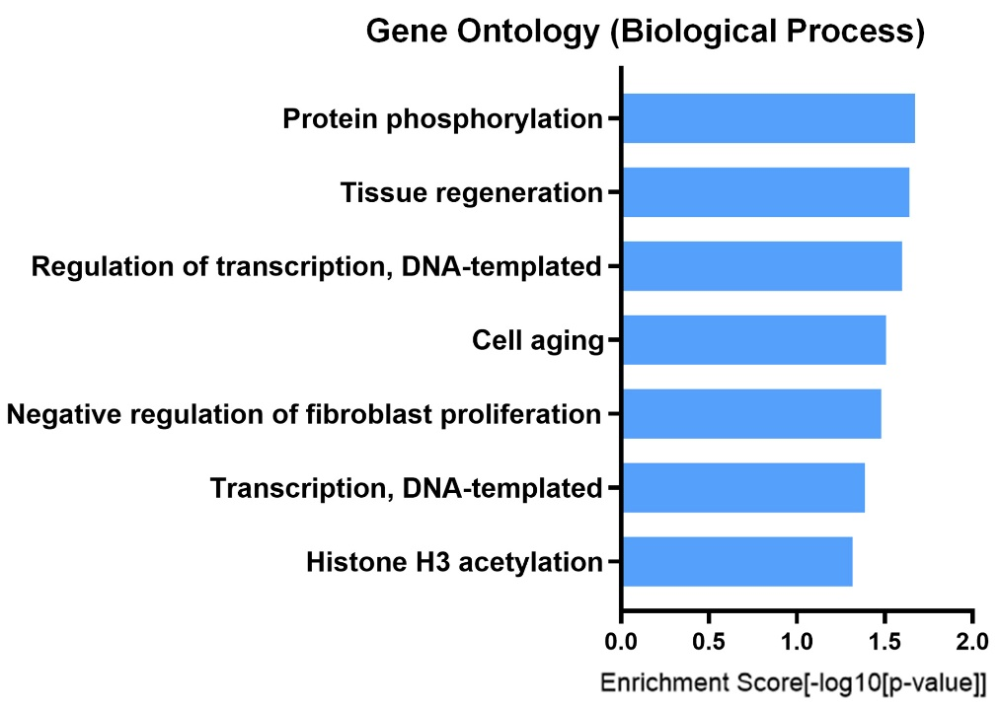 Gene Ontology (Biological Process)
Protein phosphorylation
Tissue regeneration
Regulation of transcription, DNA-templated
Cell aging
Negative regulation of fibroblast proliferation
Transcription, DNA-templated
Histone H3 acetylation
0.0 0.5 1.0 1.5 2.0
Enrichment Score[-log10[p-value]]